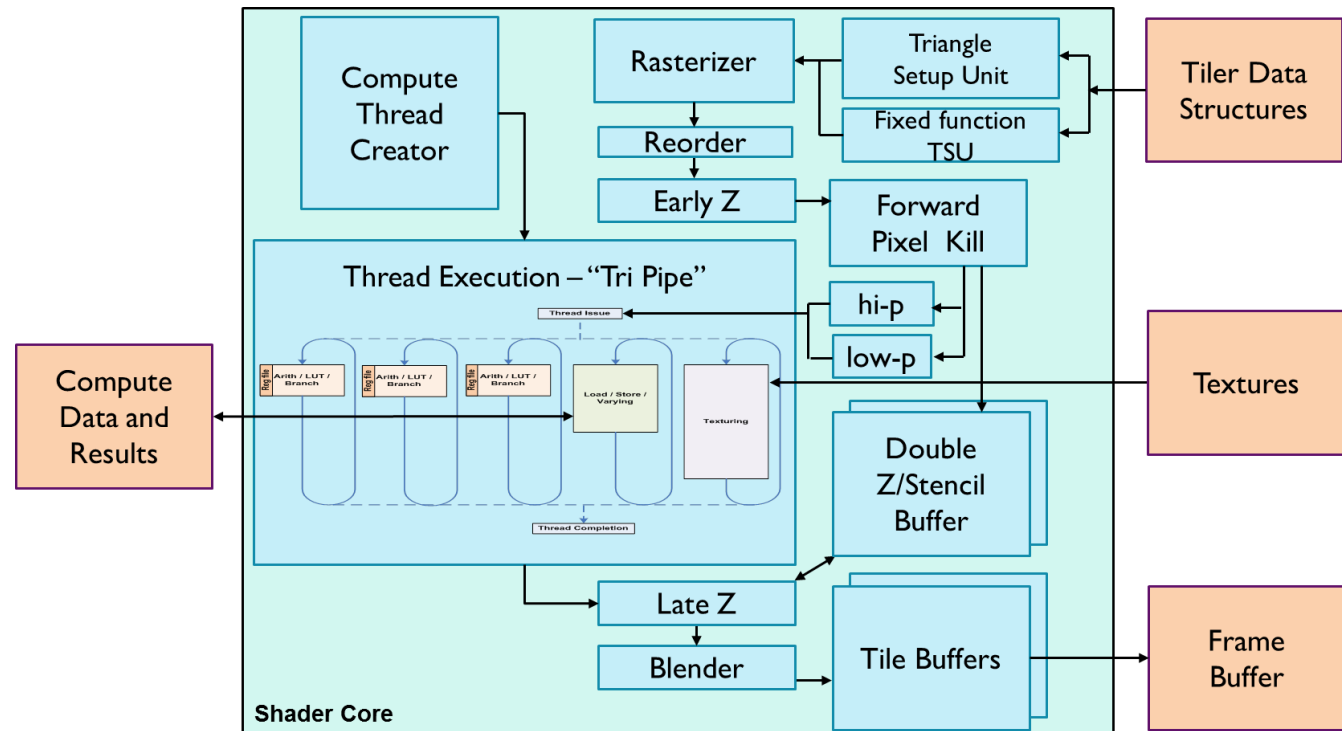 Compute
Thread
Creator
Rasterizer
Triangle
Setup Unit
Tiler Data
Structures
Fixed function
TSU
Reorder
Early Z
Forward
Pixel Kill
Thread Execution – “Tri Pipe”
hi-p
low-p
Thread Issue
Reg file
Arith / LUT /
Branch
Reg file
Arith / LUT /
Branch
Reg file
Arith / LUT /
Branch
Load / Store /
Varying
Texturing
Thread Completion
Compute
Data and
Results
Textures
Double
Z/Stencil
Buffer
Late Z
Blender
Tile Buffers
Frame
Buffer
Shader Core